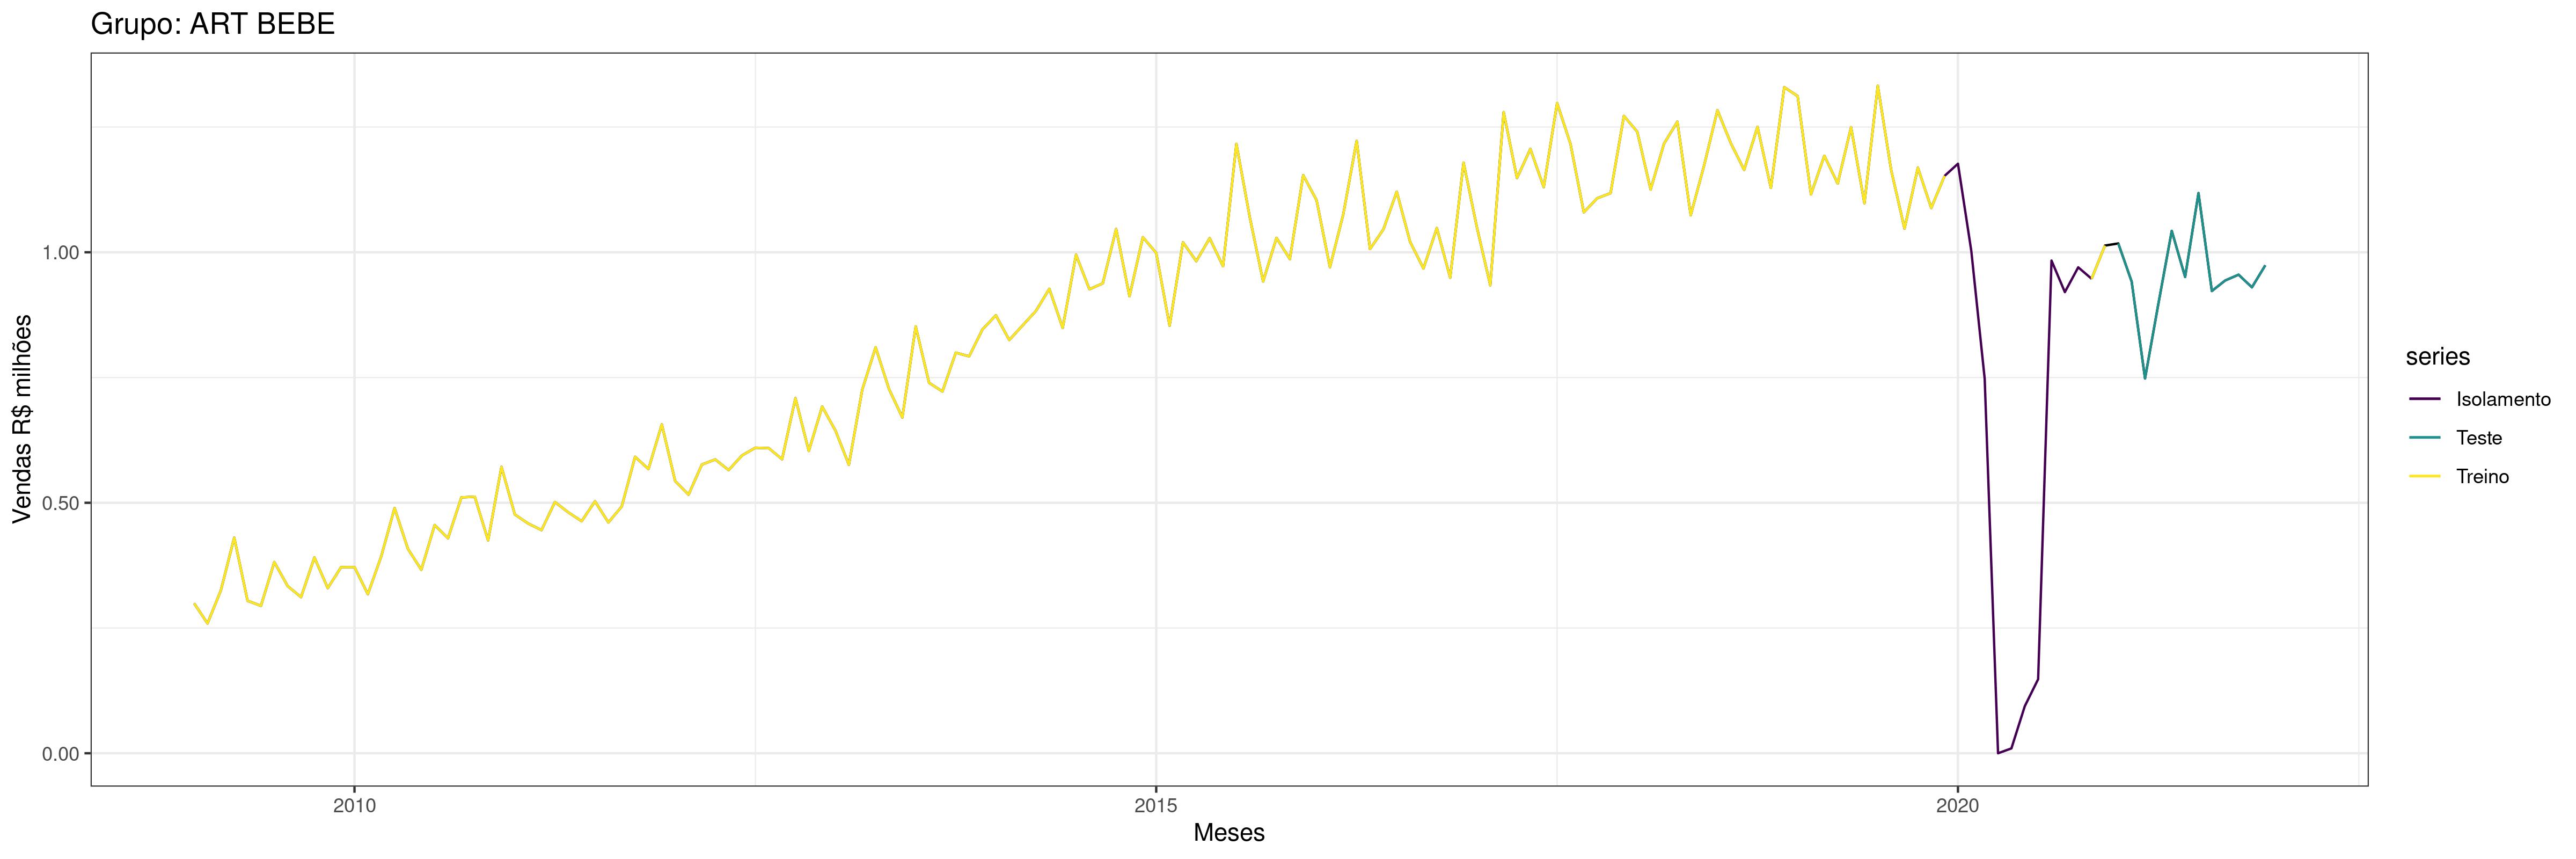 Grupo: ART BEBE
Vendas R$ milhões
1.00
0.50
0.00
2010
2015
2020
Meses
series
Isolamento
Teste
Treino